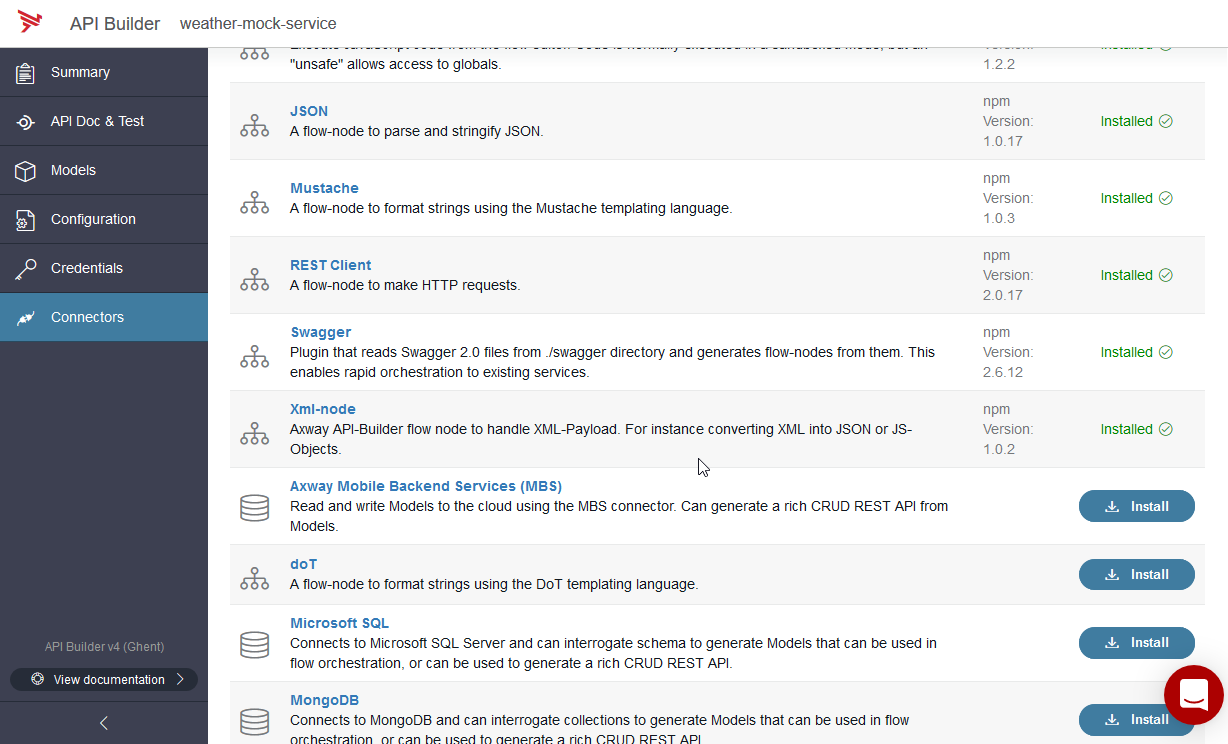 API Builder weather-mock-service
Summary
API Doc & Test
Models
Configuration
Credentials
Connectors
API Builder v4 (Ghent)
View documentation
"unsafe" allows access to globals.
1.2.2
JSON
A flow-node to parse and stringify JSON.
npm
Version:
1.0.17
Installed
Mustache
A flow-node to format strings using the Mustache templating language.
npm
Version:
1.0.3
Installed
REST Client
A flow-node to make HTTP requests.
npm
Version:
2.0.17
Installed
Swagger
Plugin that reads Swagger 2.0 files from ./swagger directory and generates flow-nodes from them. This
enables rapid orchestration to existing services.
npm
Version:
2.6.12
Installed
Xml-node
Axway API-Builder flow node to handle XML-Payload. For instance converting XML into JSON or JS-
Objects.
npm
Version:
1.0.2
Installed
Axway Mobile Backend Services (MBS)
Read and write Models to the cloud using the MBS connector. Can generate a rich CRUD REST API from
Models.
Install
doT
A flow-node to format strings using the DoT templating language.
Install
Microsoft SQL
Connects to Microsoft SQL Server and can interrogate schema to generate Models that can be used in
flow orchestration, or can be used to generate a rich CRUD REST API.
Install
MongoDB
Connects to MongoDB and can interrogate collections to generate Models that can be used in flow
orchestration, or can be used to generate a rich CRUD REST API.
Install